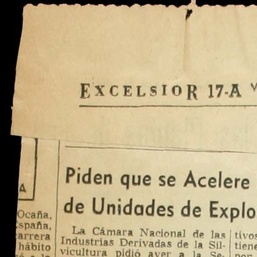 EXCELSIOR 17-A
A
Ocaña,
España,
carrera
hábito
Piden que se Acelere
de Unidades de Explo
La Cámara Nacional de las
Industrias Derivadas de la Sil-
vicultura pidió ayer a la Se-
tivos
tiene
por